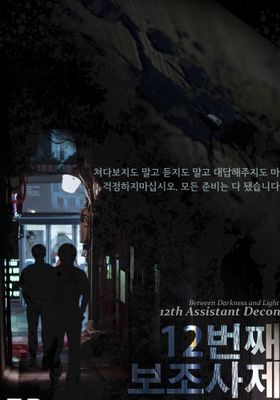 쳐다보지도 말고 듣지도 말고 대답해주지도 마
걱정하지마십시오. 모든 준비는 다 됐습니다
Between Darkness and Light
12th Assistant Decon
12번째
보조사제